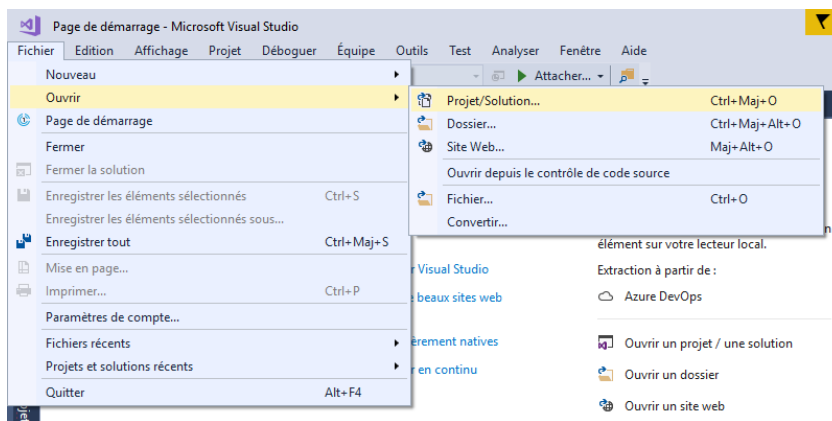 Page de démarrage - Microsoft Visual Studio
Fichier Edition Affichage Projet Déboguer Équipe Outils Test Analyser Fenêtre Aide
Attacher...
Nouveau
Ouvrir
Page de démarrage
Fermer
Fermer la solution
Enregistrer les éléments sélectionnés Ctrl+S
Enregistrer les éléments sélectionnés sous...
Enregistrer tout Ctrl+Maj+S
Mise en page...
Imprimer... Ctrl+P
Paramètres de compte...
Fichiers récents
Projets et solutions récents
Quitter Alt+F4
Projet/Solution... Ctrl+Maj+O
Dossier... Ctrl+Maj+Alt+O
Site Web... Maj+Alt+O
Ouvrir depuis le contrôle de code source
Fichier... Ctrl+O
Convertir...
Visual Studio
beaux sites web
natives
en continu
élément sur votre lecteur local.
Extraction à partir de :
Azure DevOps
Ouvrir un projet / une solution
Ouvrir un dossier
Ouvrir un site web